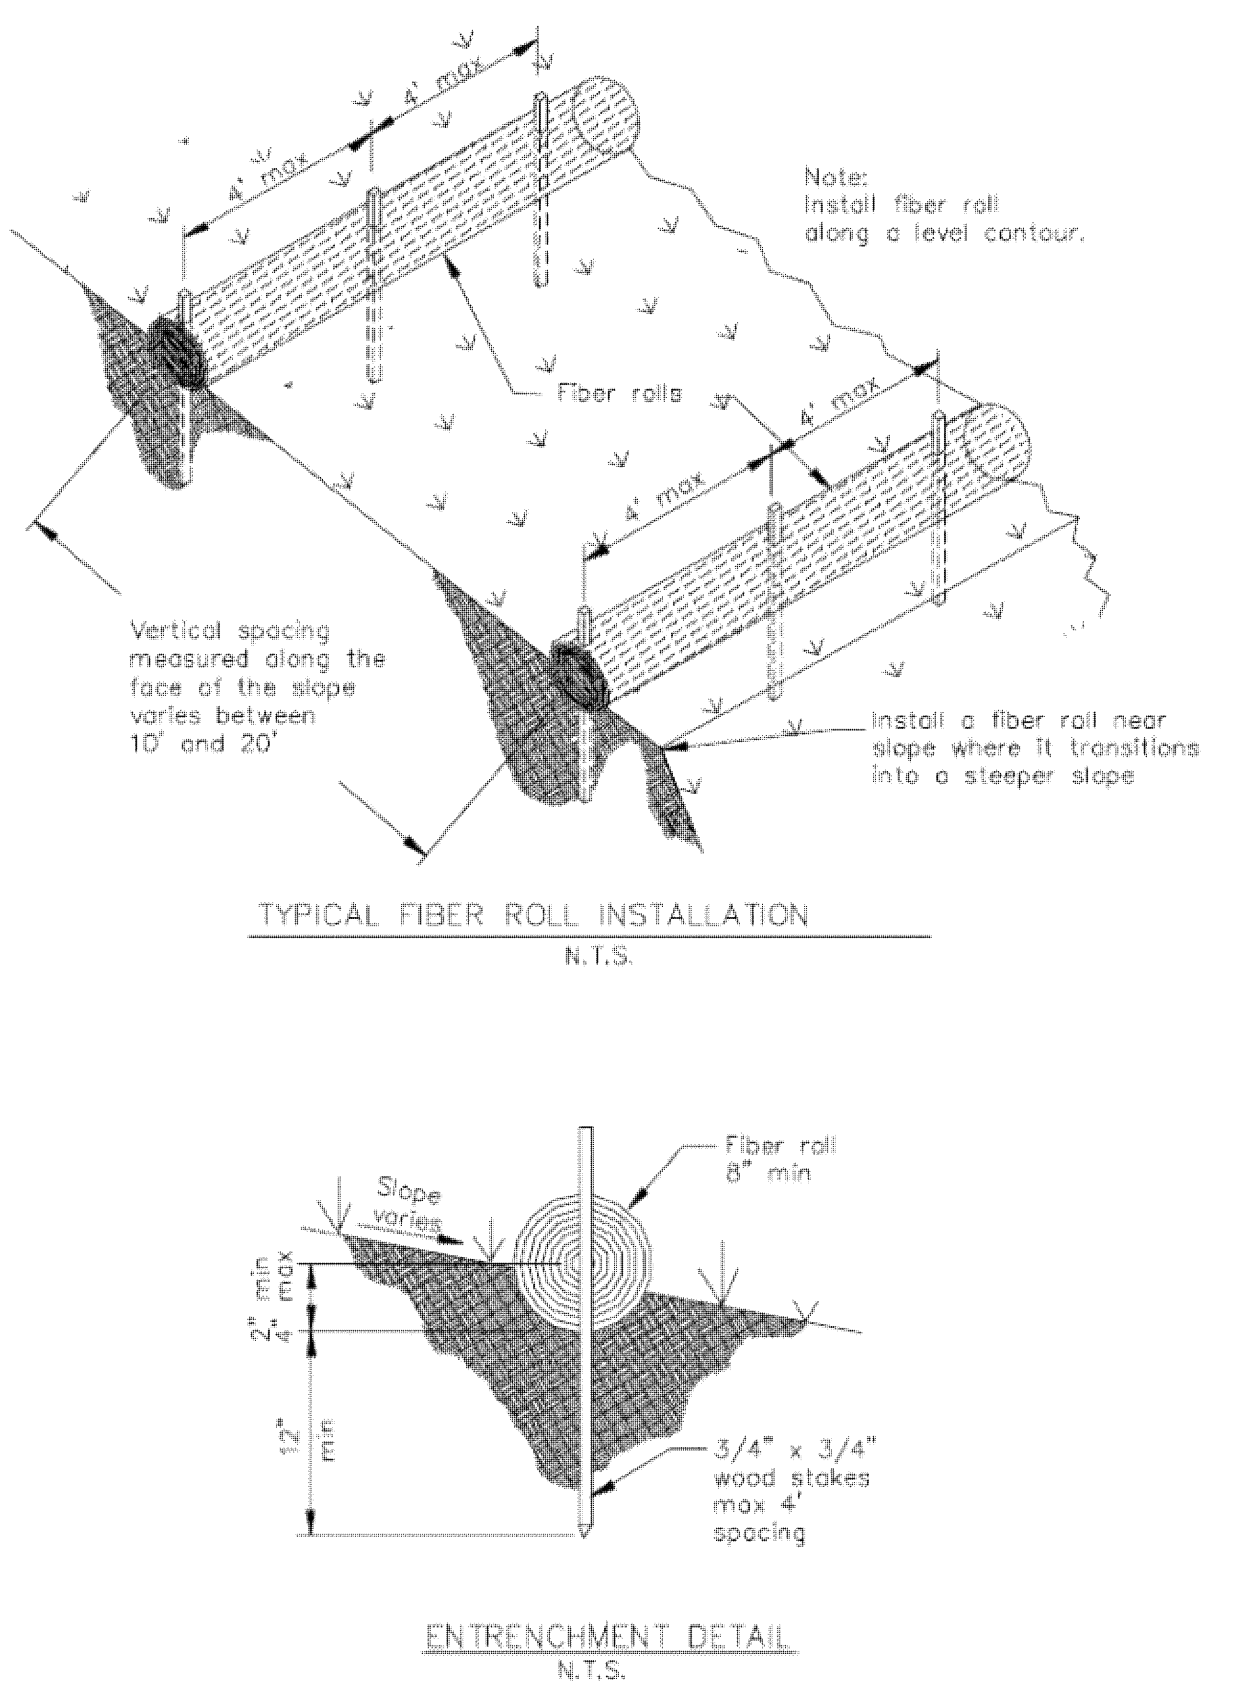 4' max
4' max
Note:
Install fiber roll
along a level contour.
Fiber rolls
4' max
4' max
Vertical spacing
measured along the
face of the slope
varies between
10' and 20'
Install a fiber roll near
slope where it transitions
into a steeper slope
TYPICAL FIBER ROLL INSTALLATION
N.T.S.
Fiber roll
8" min
Slope
varies
2" min
4" max
12"
min
3/4" x 3/4"
wood stakes
max 4'
spacing
ENTRENCHMENT DETAIL
N.T.S.